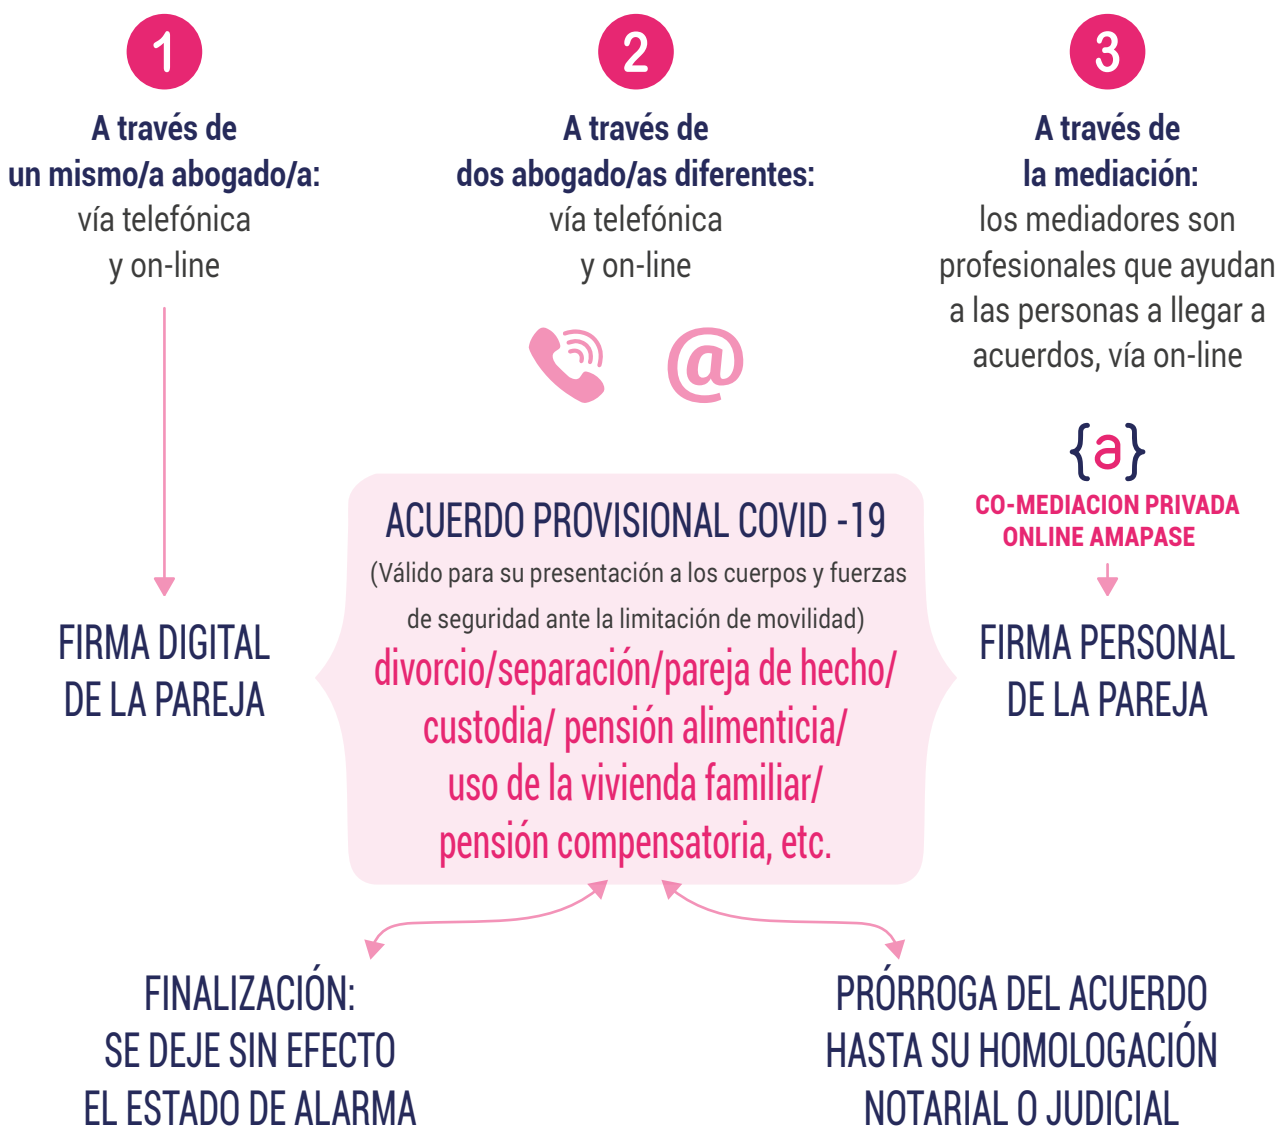 1
A través de
un mismo/a abogado/a:
vía telefónica
y on-line
2
A través de
dos abogado/as diferentes:
vía telefónica
y on-line
@
3
A través de
la mediación:
los mediadores son
profesionales que ayudan
a las personas a llegar a
acuerdos, vía on-line
{a}
CO-MEDIACION PRIVADA
ONLINE AMAPASE
FIRMA DIGITAL
DE LA PAREJA
ACUERDO PROVISIONAL COVID -19
(Válido para su presentación a los cuerpos y fuerzas
de seguridad ante la limitación de movilidad)
divorcio/separación/pareja de hecho/
custodia/ pensión alimenticia/
uso de la vivienda familiar/
pensión compensatoria, etc.
FIRMA PERSONAL
DE LA PAREJA
FINALIZACIÓN:
SE DEJE SIN EFECTO
EL ESTADO DE ALARMA
PRÓRROGA DEL ACUERDO
HASTA SU HOMOLOGACIÓN
NOTARIAL O JUDICIAL